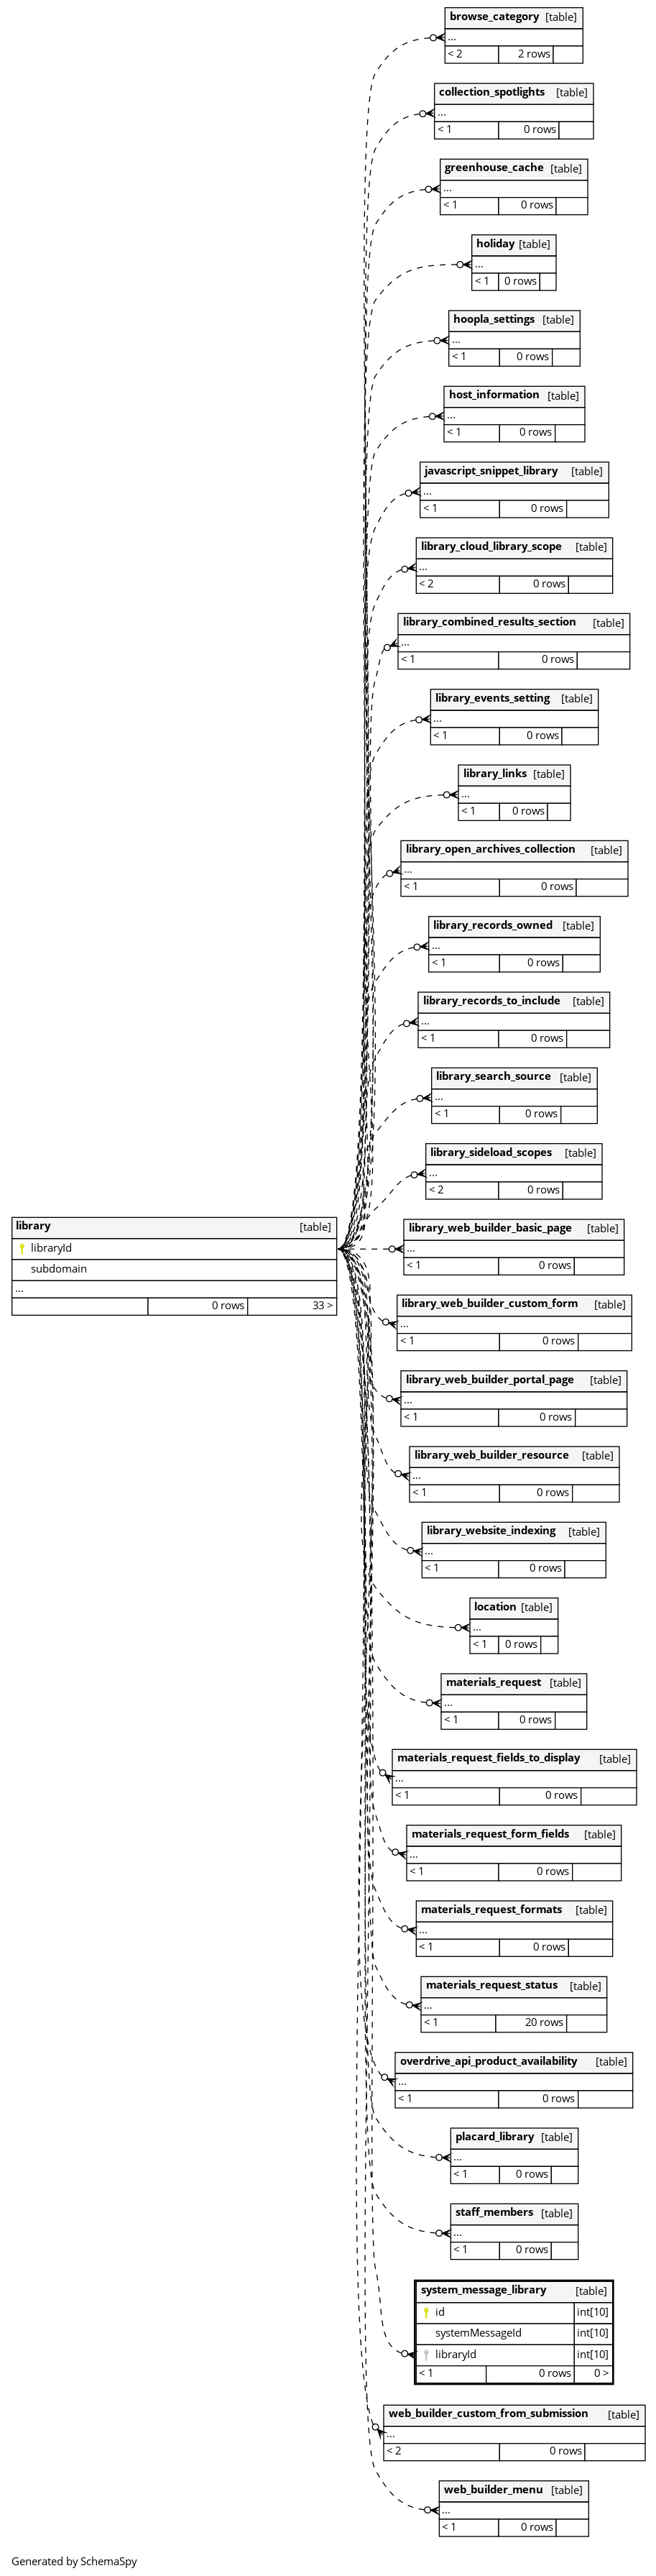 browse_category [table]
...
< 2 2 rows
collection_spotlights [table]
...
< 1 0 rows
greenhouse_cache [table]
...
< 1 0 rows
holiday [table]
...
< 1 0 rows
hoopla_settings [table]
...
< 1 0 rows
host_information [table]
...
< 1 0 rows
javascript_snippet_library [table]
...
< 1 0 rows
library_cloud_library_scope [table]
...
< 2 0 rows
library_combined_results_section [table]
...
< 1 0 rows
library_events_setting [table]
...
< 1 0 rows
library_links [table]
...
< 1 0 rows
library_open_archives_collection [table]
...
< 1 0 rows
library_records_owned [table]
...
< 1 0 rows
library_records_to_include [table]
...
< 1 0 rows
library_search_source [table]
...
< 1 0 rows
library_sideload_scopes [table]
...
< 2 0 rows
library [table]
libraryId
subdomain
...
0 rows 33 >
library_web_builder_basic_page [table]
...
< 1 0 rows
library_web_builder_custom_form [table]
...
< 1 0 rows
library_web_builder_portal_page [table]
...
< 1 0 rows
library_web_builder_resource [table]
...
< 1 0 rows
library_website_indexing [table]
...
< 1 0 rows
location [table]
...
< 1 0 rows
materials_request [table]
...
< 1 0 rows
materials_request_fields_to_display [table]
...
< 1 0 rows
materials_request_form_fields [table]
...
< 1 0 rows
materials_request_formats [table]
...
< 1 0 rows
materials_request_status [table]
...
< 1 20 rows
overdrive_api_product_availability [table]
...
< 1 0 rows
placard_library [table]
...
< 1 0 rows
staff_members [table]
...
< 1 0 rows
system_message_library [table]
id int[10]
systemMessageId int[10]
libraryId int[10]
< 1 0 rows 0 >
web_builder_custom_from_submission [table]
...
< 2 0 rows
web_builder_menu [table]
...
< 1 0 rows
Generated by SchemaSpy